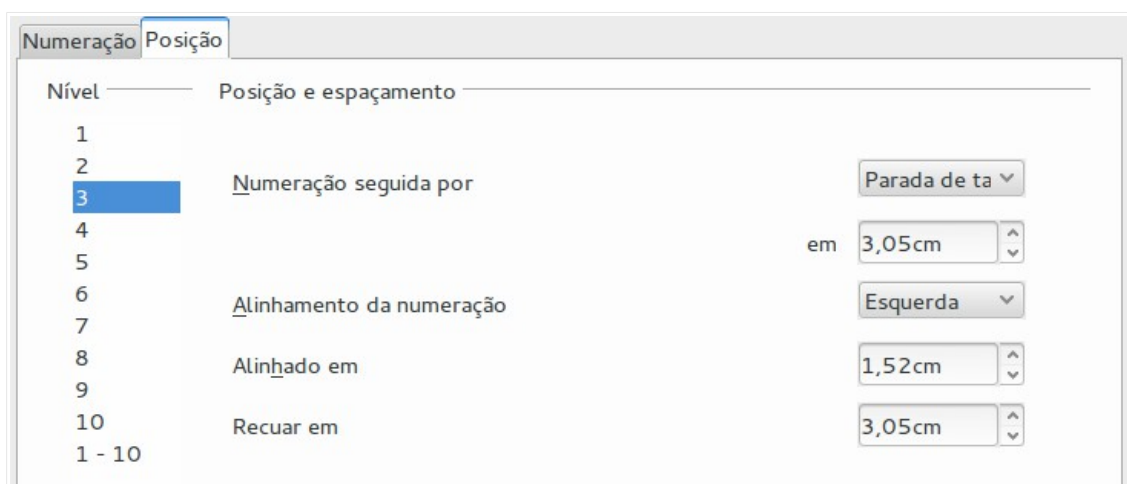 Numeração Posição
Nível
1
2
3
4
5
6
7
8
9
10
1 - 10
Posição e espaçamento
Numeração seguida por
Parada de ta
em 3,05cm
Alinhamento da numeração
Esquerda
Alinhado em
1,52cm
Recuar em
3,05cm